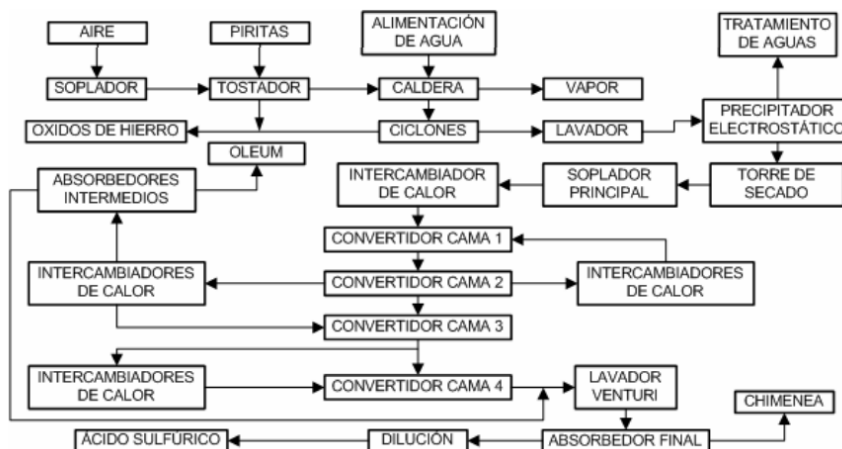 AIRE
PIRITAS
ALIMENTACIÓN
DE AGUA
TRATAMIENTO
DE AGUAS
SOPLADOR
TOSTADOR
CALDERA
VAPOR
PRECIPITADOR
ELECTROSTÁTICO
OXIDOS DE HIERRO
CICLONES
LAVADOR
OLEUM
ABSORBEDORES
INTERMEDIOS
INTERCAMBIADOR
DE CALOR
SOPLADOR
PRINCIPAL
TORRE DE
SECADO
CONVERTIDOR CAMA 1
INTERCAMBIADORES
DE CALOR
CONVERTIDOR CAMA 2
INTERCAMBIADORES
DE CALOR
CONVERTIDOR CAMA 3
INTERCAMBIADORES
DE CALOR
CONVERTIDOR CAMA 4
LAVADOR
VENTURI
CHIMENEA
ÁCIDO SULFÚRICO
DILUCIÓN
ABSORBEDOR FINAL